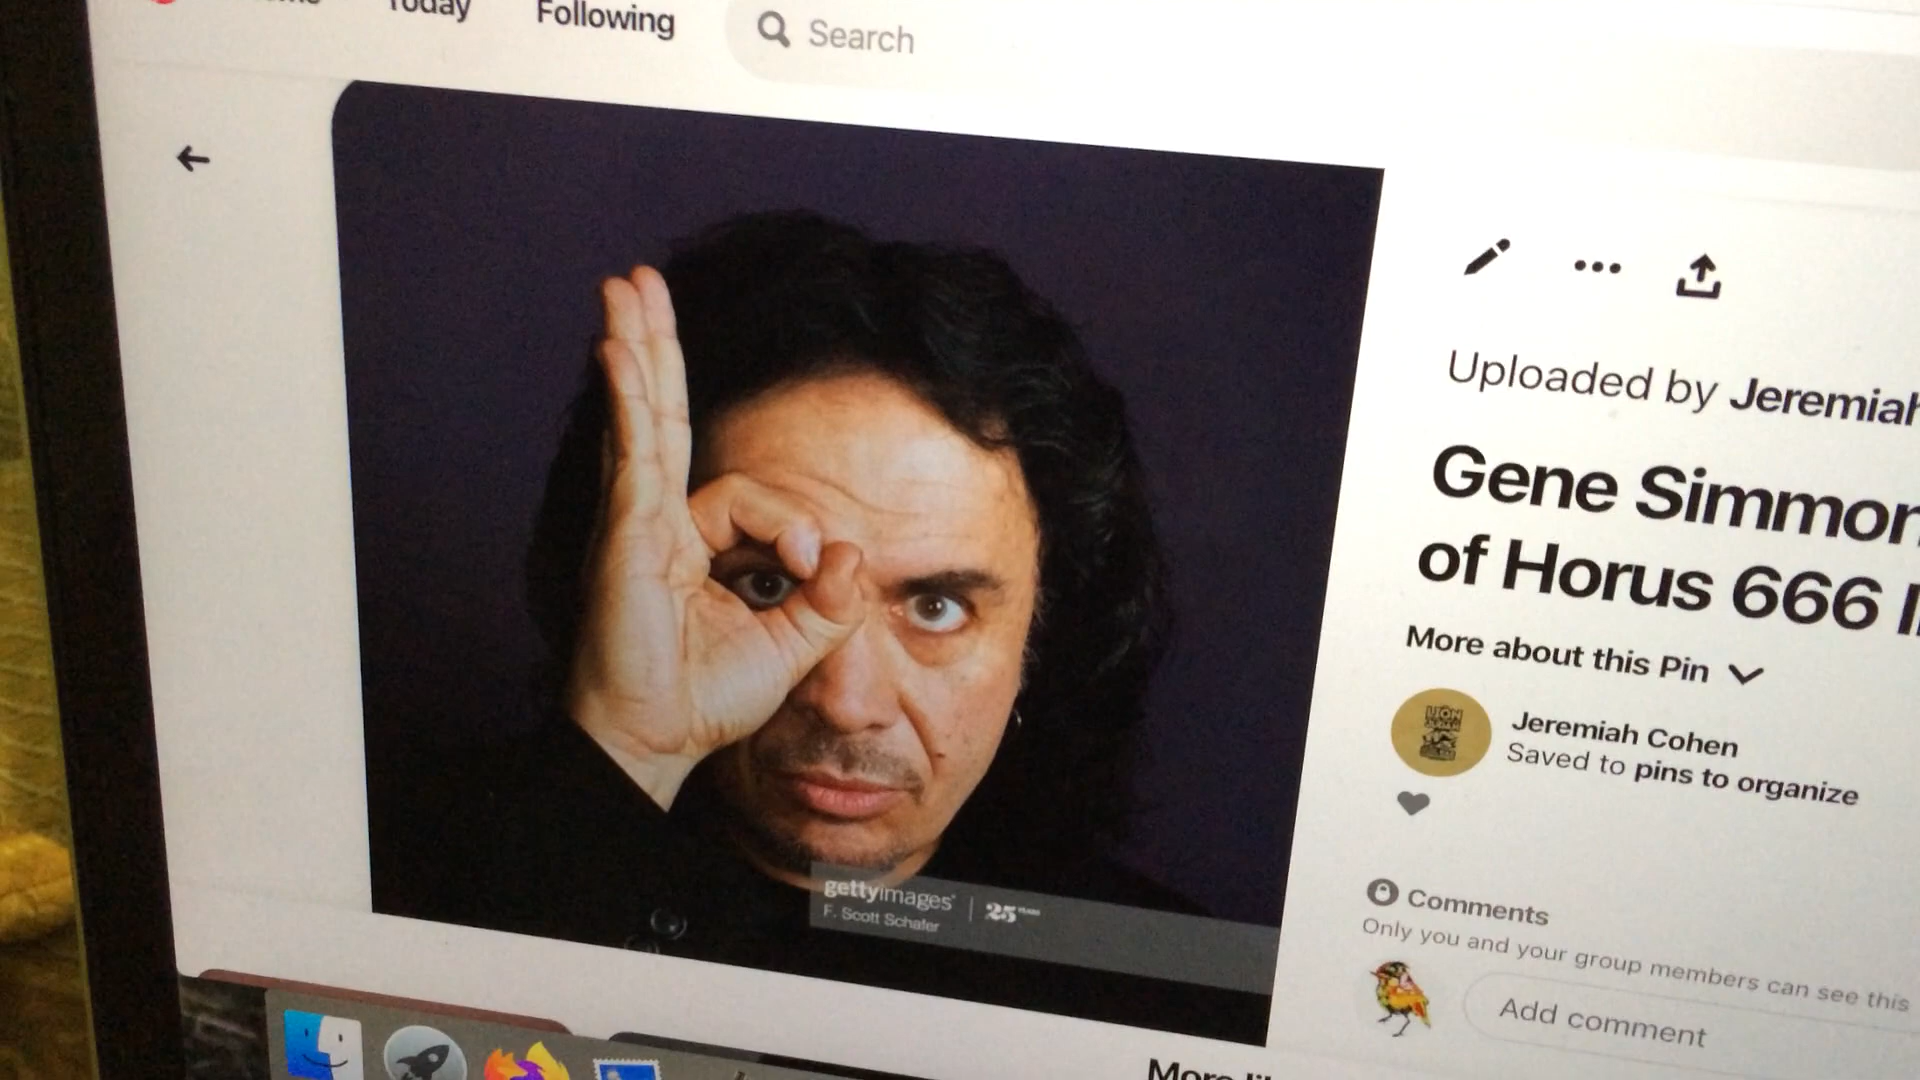 Today
Following
Search
Uploaded by Jeremiah
Gene Simmon
of Horus 666
More about this Pin
LION
Jeremiah Cohen
Saved to pins to organize
gettyimages
25 YEARS
F. Scott Schafer
Comments
Only you and your group members can see this
Add comment
More